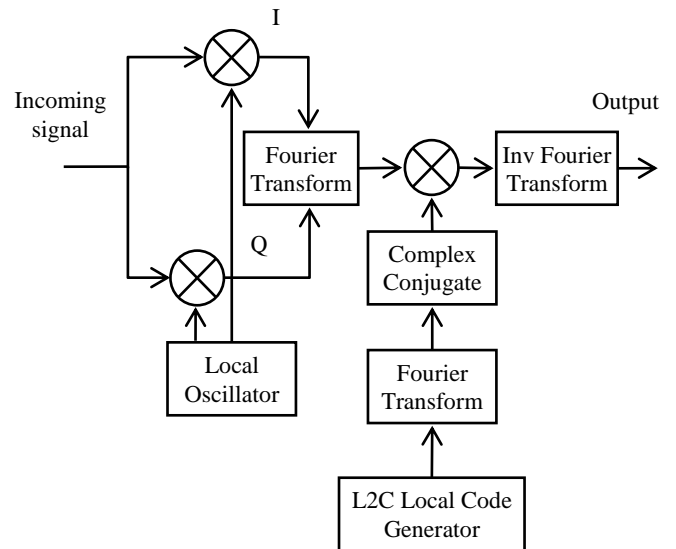 I
Incoming
signal
Output
Fourier
Transform
Inv Fourier
Transform
Q
Complex
Conjugate
Local
Oscillator
Fourier
Transform
L2C Local Code
Generator